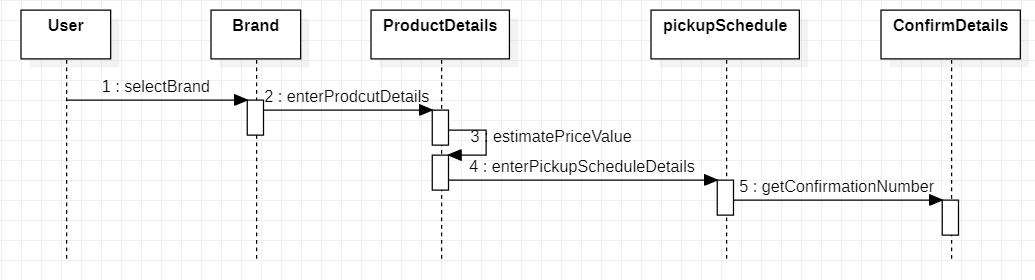 User
Brand
ProductDetails
pickupSchedule
ConfirmDetails
1 : selectBrand
2 : enterProdcutDetails
3 : estimatePriceValue
4 : enterPickupScheduleDetails
5 : getConfirmationNumber